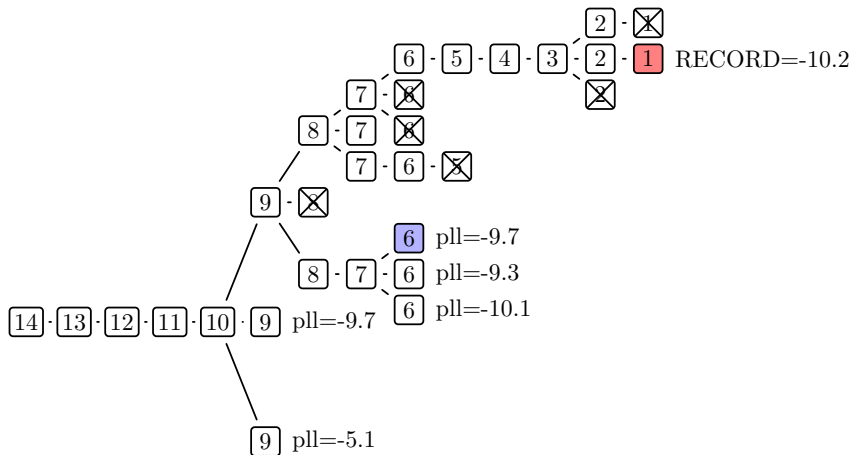 2 1
6 5 4 3 2 1 RECORD=-10.2
7 6 2
8 7 6
7 6 5
9 8
6 pll=-9.7
8 7 6 pll=-9.3
6 pll=-10.1
14 13 12 11 10 9 pll=-9.7
9 pll=-5.1